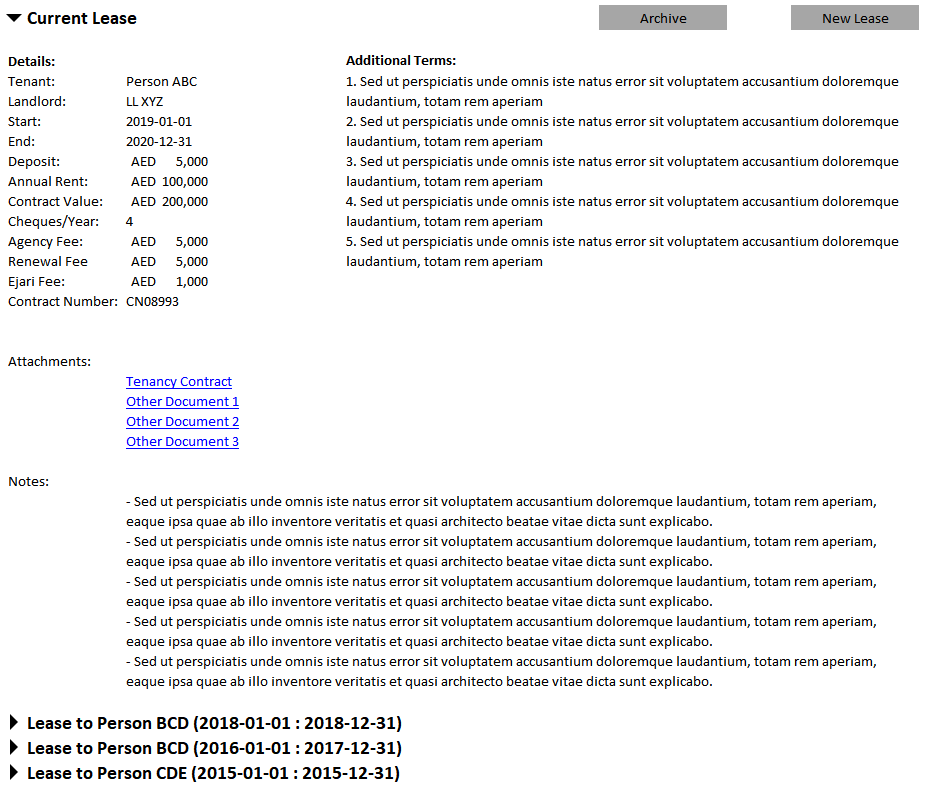 Current Lease
Archive
New Lease
Details:
Tenant: Person ABC
Landlord: LL XYZ
Start: 2019-01-01
End: 2020-12-31
Deposit: AED 5,000
Annual Rent: AED 100,000
Contract Value: AED 200,000
Cheques/Year: 4
Agency Fee: AED 5,000
Renewal Fee AED 5,000
Ejari Fee: AED 1,000
Contract Number: CN08993
Additional Terms:
1. Sed ut perspiciatis unde omnis iste natus error sit voluptatem accusantium doloremque
laudantium, totam rem aperiam
2. Sed ut perspiciatis unde omnis iste natus error sit voluptatem accusantium doloremque
laudantium, totam rem aperiam
3. Sed ut perspiciatis unde omnis iste natus error sit voluptatem accusantium doloremque
laudantium, totam rem aperiam
4. Sed ut perspiciatis unde omnis iste natus error sit voluptatem accusantium doloremque
laudantium, totam rem aperiam
5. Sed ut perspiciatis unde omnis iste natus error sit voluptatem accusantium doloremque
laudantium, totam rem aperiam
Attachments:
Tenancy Contract
Other Document 1
Other Document 2
Other Document 3
Notes:
- Sed ut perspiciatis unde omnis iste natus error sit voluptatem accusantium doloremque laudantium, totam rem aperiam,
eaque ipsa quae ab illo inventore veritatis et quasi architecto beatae vitae dicta sunt explicabo.
- Sed ut perspiciatis unde omnis iste natus error sit voluptatem accusantium doloremque laudantium, totam rem aperiam,
eaque ipsa quae ab illo inventore veritatis et quasi architecto beatae vitae dicta sunt explicabo.
- Sed ut perspiciatis unde omnis iste natus error sit voluptatem accusantium doloremque laudantium, totam rem aperiam,
eaque ipsa quae ab illo inventore veritatis et quasi architecto beatae vitae dicta sunt explicabo.
- Sed ut perspiciatis unde omnis iste natus error sit voluptatem accusantium doloremque laudantium, totam rem aperiam,
eaque ipsa quae ab illo inventore veritatis et quasi architecto beatae vitae dicta sunt explicabo.
- Sed ut perspiciatis unde omnis iste natus error sit voluptatem accusantium doloremque laudantium, totam rem aperiam,
eaque ipsa quae ab illo inventore veritatis et quasi architecto beatae vitae dicta sunt explicabo.
Lease to Person BCD (2018-01-01 : 2018-12-31)
Lease to Person BCD (2016-01-01 : 2017-12-31)
Lease to Person CDE (2015-01-01 : 2015-12-31)